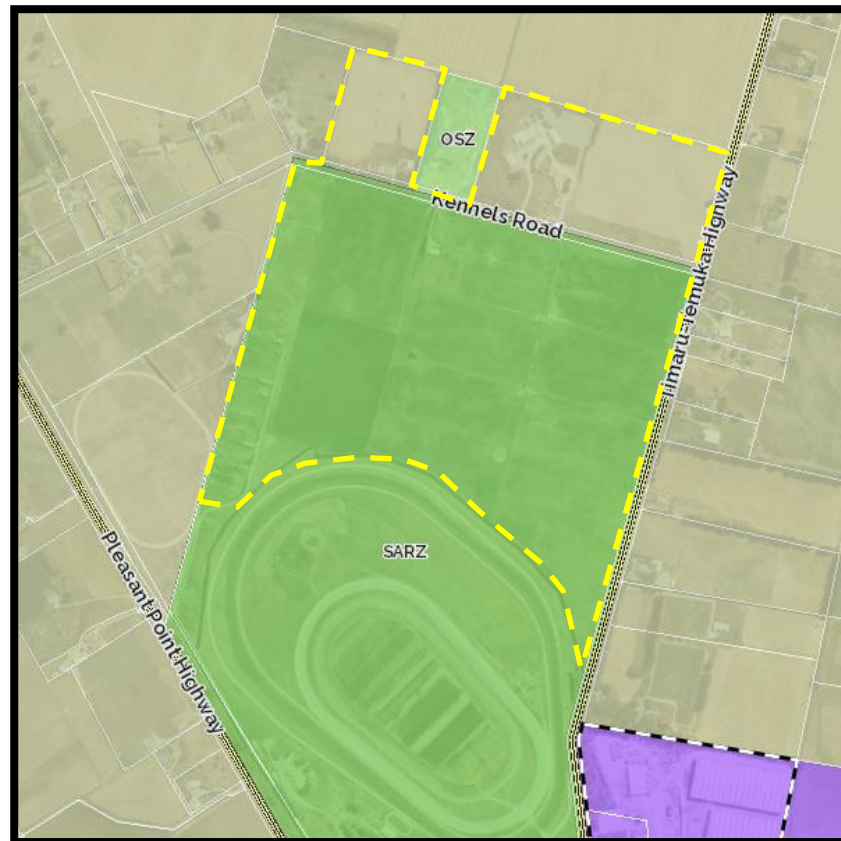 OSZ
Kennels Road
Timaru-Temuka Highway
SARZ
Pleasant Point Highway